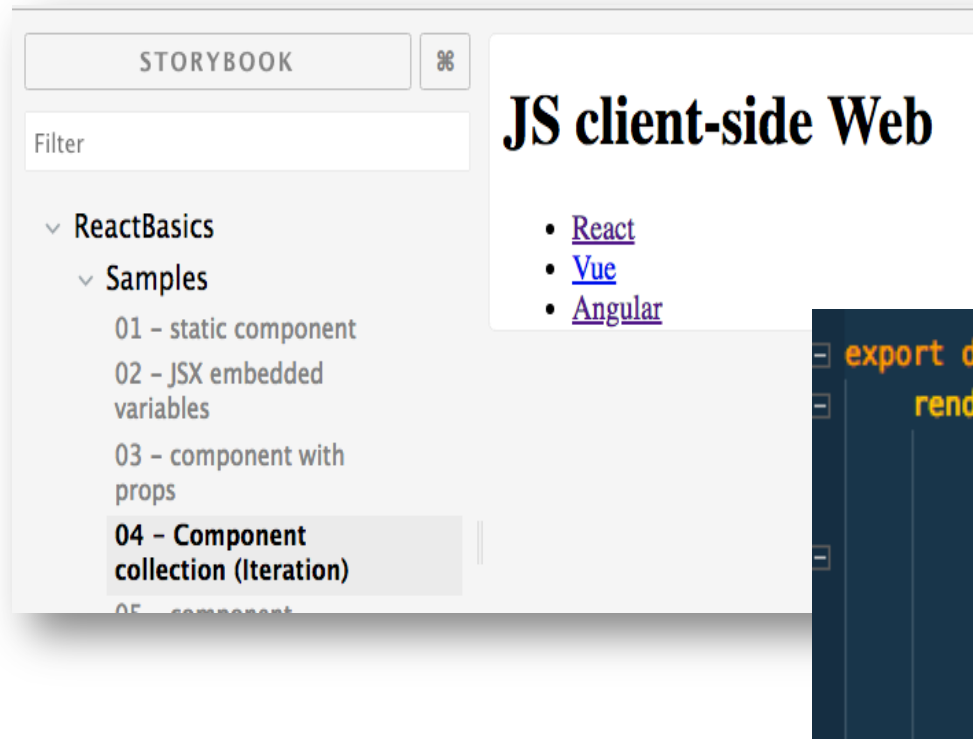 STORYBOOK ⌘
Filter
ReactBasics
Samples
01 – static component
02 – JSX embedded
variables
03 – component with
props
04 – Component
collection (Iteration)
JS client-side Web
• React
• Vue
• Angular
export